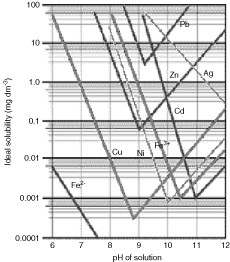 100
10
1.0
0.1
0.01
0.001
0.0001
Ideal solubility (mg dm⁻³)
Pb
Zn
Ag
Cd
Cu
Ni
Fe³⁺
Fe²⁻
6 7 8 9 10 11 12
pH of solution